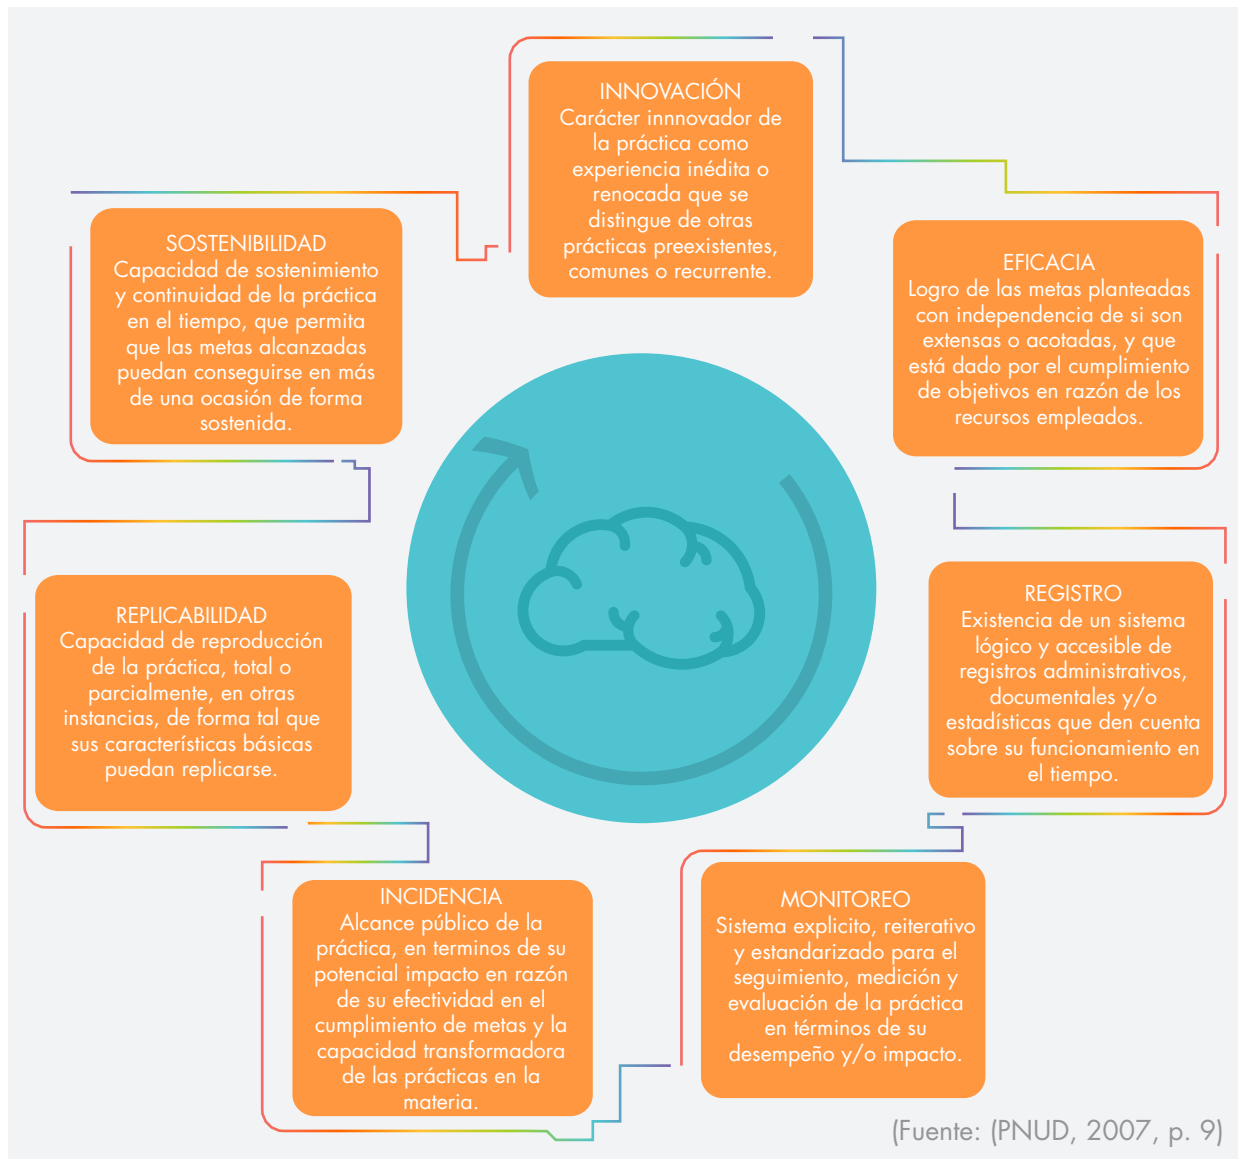 INNOVACIÓN
Carácter innnovador de
la práctica como
experiencia inédita o
renocada que se
distingue de otras
prácticas preexistentes,
comunes o recurrente.
EFICACIA
Logro de las metas planteadas
con independencia de si son
extensas o acotadas, y que
está dado por el cumplimiento
de objetivos en razón de los
recursos empleados.
REGISTRO
Existencia de un sistema
lógico y accesible de
registros administrativos,
documentales y/o
estadísticas que den cuenta
sobre su funcionamiento en
el tiempo.
MONITOREO
Sistema explicito, reiterativo
y estandarizado para el
seguimiento, medición y
evaluación de la práctica
en términos de su
desempeño y/o impacto.
INCIDENCIA
Alcance público de la
práctica, en terminos de su
potencial impacto en razón
de su efectividad en el
cumplimiento de metas y la
capacidad transformadora
de las prácticas en la
materia.
REPLICABILIDAD
Capacidad de reproducción
de la práctica, total o
parcialmente, en otras
instancias, de forma tal que
sus características básicas
puedan replicarse.
SOSTENIBILIDAD
Capacidad de sostenimiento
y continuidad de la práctica
en el tiempo, que permita
que las metas alcanzadas
puedan conseguirse en más
de una ocasión de forma
sostenida.
(Fuente: (PNUD, 2007, p. 9)